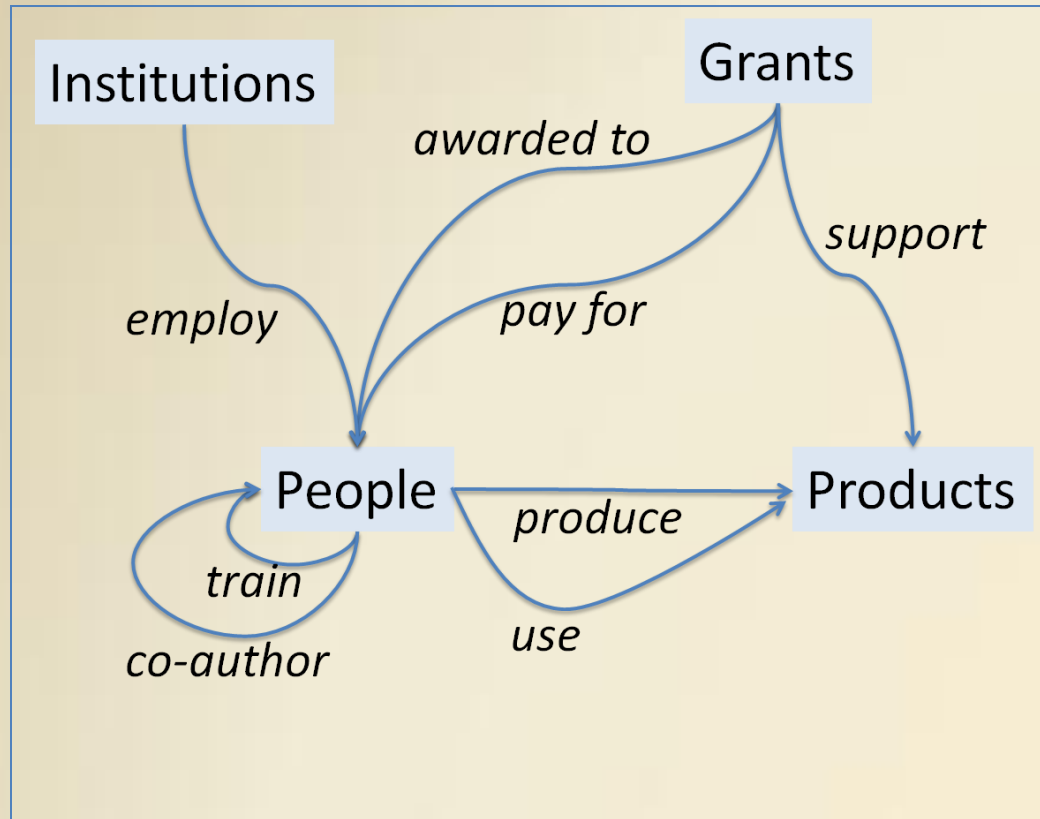 Institutions
Grants
awarded to
support
employ
pay for
People
Products
produce
train
use
co-author